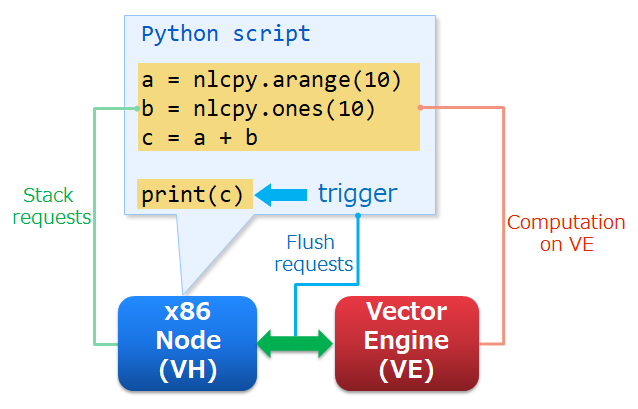 Python script
a = nlcpy.arange(10)
b = nlcpy.ones(10)
c = a + b
print(c)
trigger
Stack
requests
Flush
requests
Computation
on VE
x86
Node
(VH)
Vector
Engine
(VE)